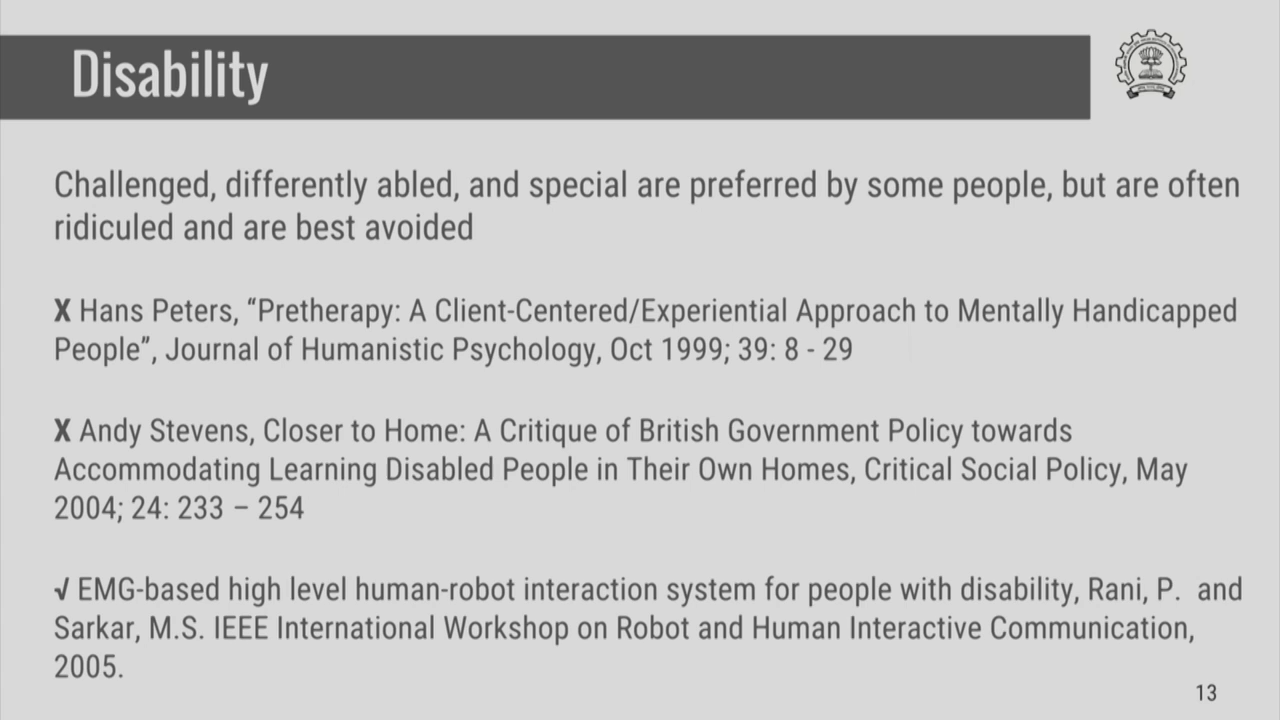 Disability
Challenged, differently abled, and special are preferred by some people, but are often
ridiculed and are best avoided
X Hans Peters, “Pretherapy: A Client-Centered/Experiential Approach to Mentally Handicapped
People”, Journal of Humanistic Psychology, Oct 1999; 39: 8 - 29
X Andy Stevens, Closer to Home: A Critique of British Government Policy towards
Accommodating Learning Disabled People in Their Own Homes, Critical Social Policy, May
2004; 24: 233 – 254
√ EMG-based high level human-robot interaction system for people with disability, Rani, P. and
Sarkar, M.S. IEEE International Workshop on Robot and Human Interactive Communication,
2005.
13